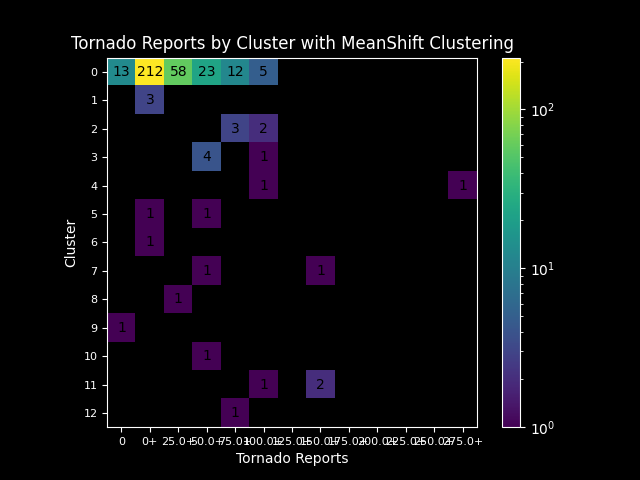 Tornado Reports by Cluster with MeanShift Clustering
0 13 212 58 23 12 5
1 3
2 3 2
3 4 1
4 1 1
5 1 1
6 1
7 1 1
8 1
9 1
10 1
11 1 2
12 1
Cluster
0 0+ 25.0+ 50.0+ 75.0+ 100.0+ 125.0+ 150.0+ 175.0+ 200.0+ 225.0+ 250.0+ 275.0+
Tornado Reports
10²
10¹
10⁰